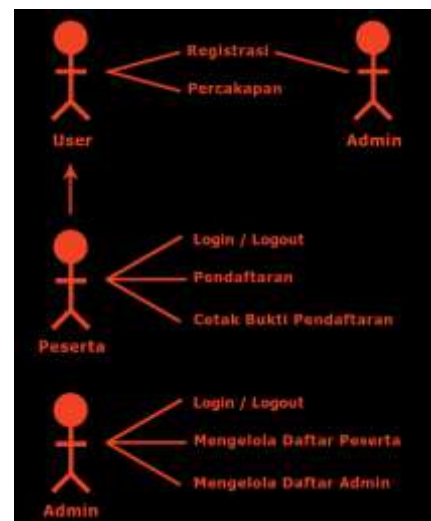 Registrasi
Percakapan
User
Admin
Login / Logout
Pendaftaran
Cetak Bukti Pendaftaran
Peserta
Login / Logout
Mengelola Daftar Peserta
Mengelola Daftar Admin
Admin